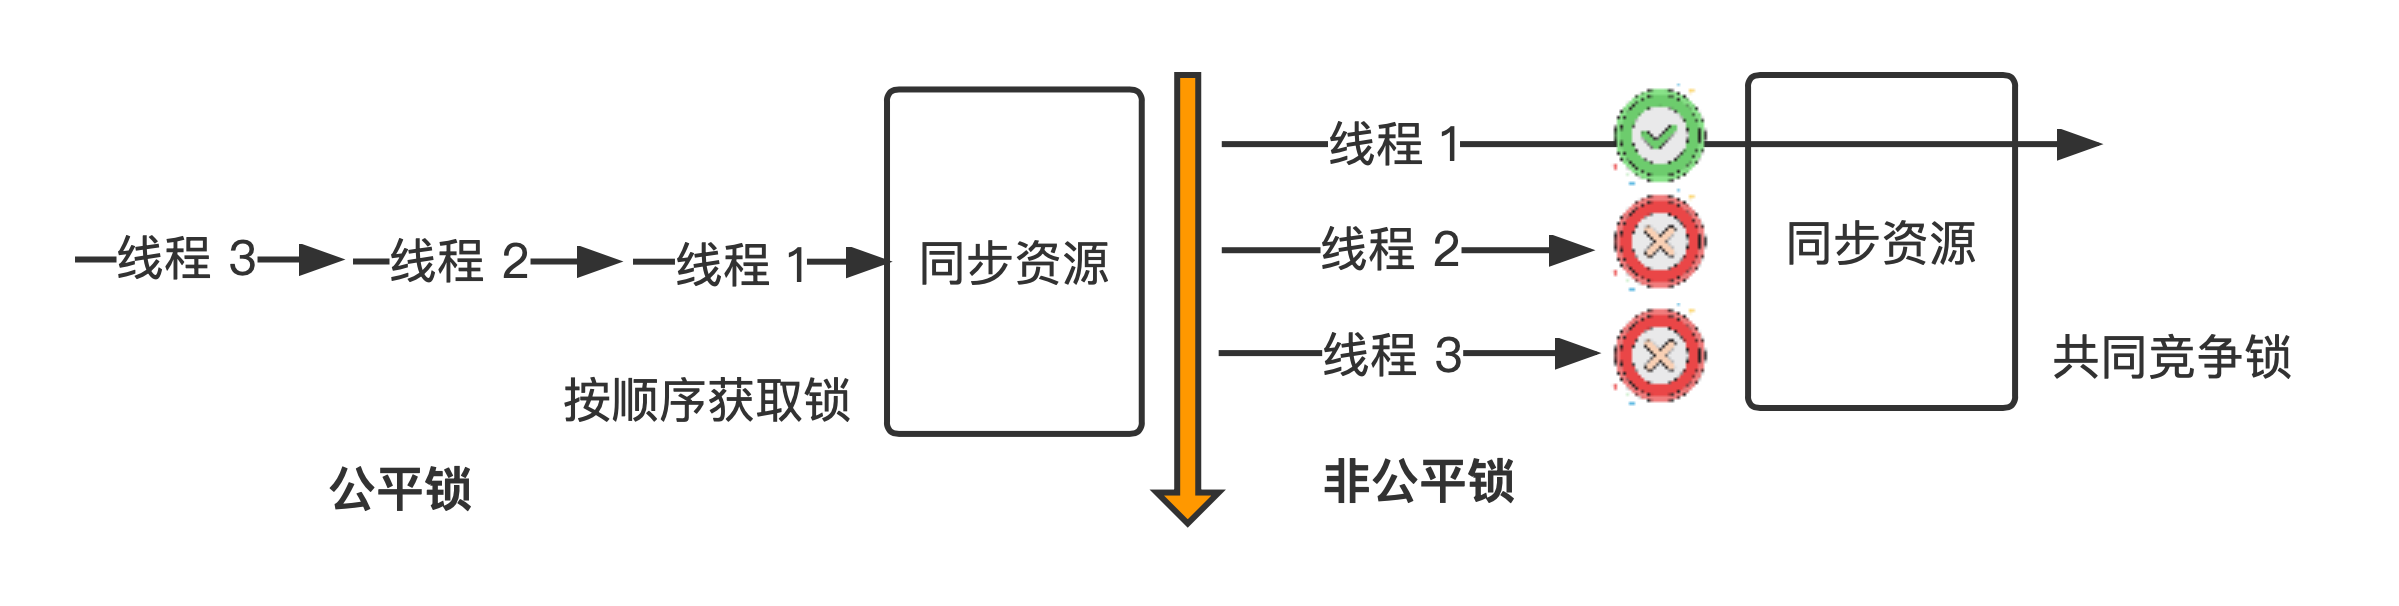 线程 3
线程 2
线程 1
同步资源
按顺序获取锁
公平锁
线程 1
线程 2
线程 3
同步资源
共同竞争锁
非公平锁